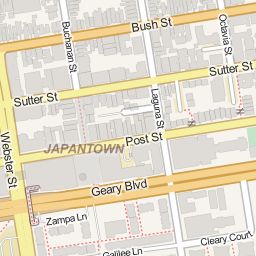 Buchanan St
Bush St
Octavia St
Sutter St
Sutter St
Laguna St
Webster St
Post St
JAPANTOWN
Geary Blvd
Zampa Ln
Galilee Ln
Cleary Court